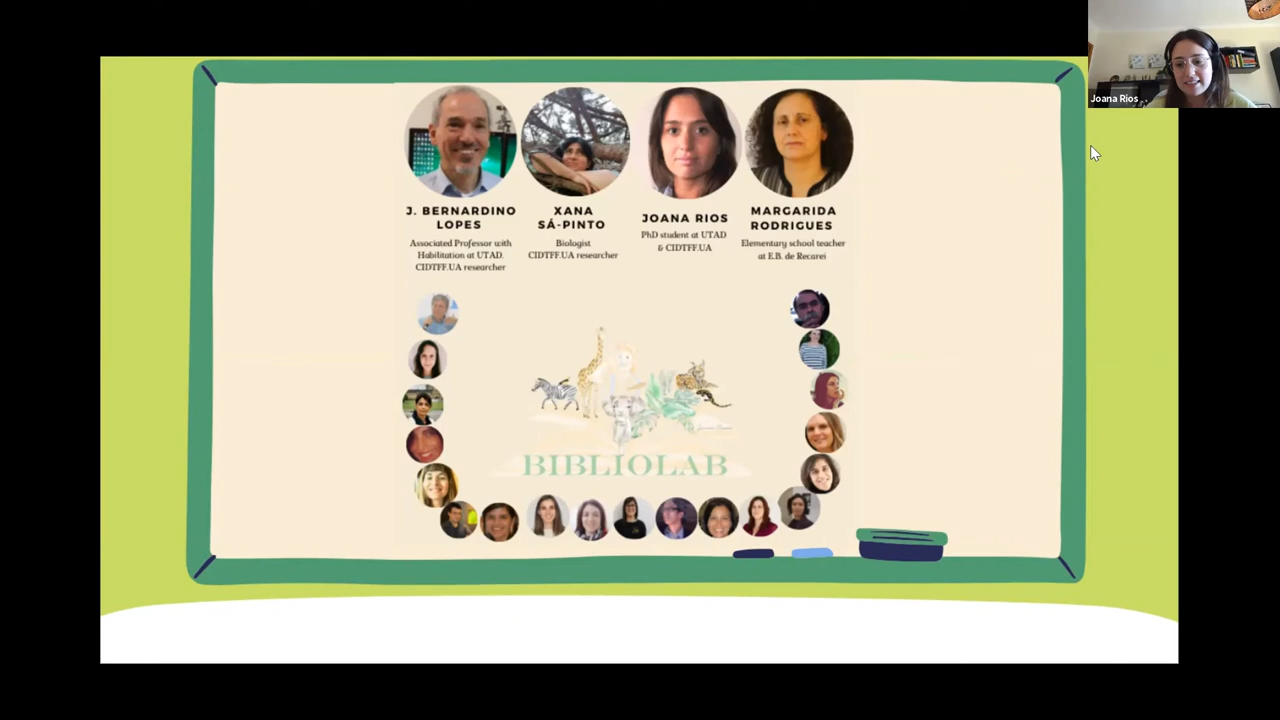 Joana Rios
J. BERNARDINO
LOPES
Associated Professor with
Habilitation at UTAD.
CIDTFF.UA researcher
XANA
SÁ-PINTO
Biologist
CIDTFF.UA researcher
JOANA RIOS
PhD student at UTAD
& CIDTFF.UA
MARGARIDA
RODRIGUES
Elementary school teacher
at E.B. de Recarei
BIBLIOLAB